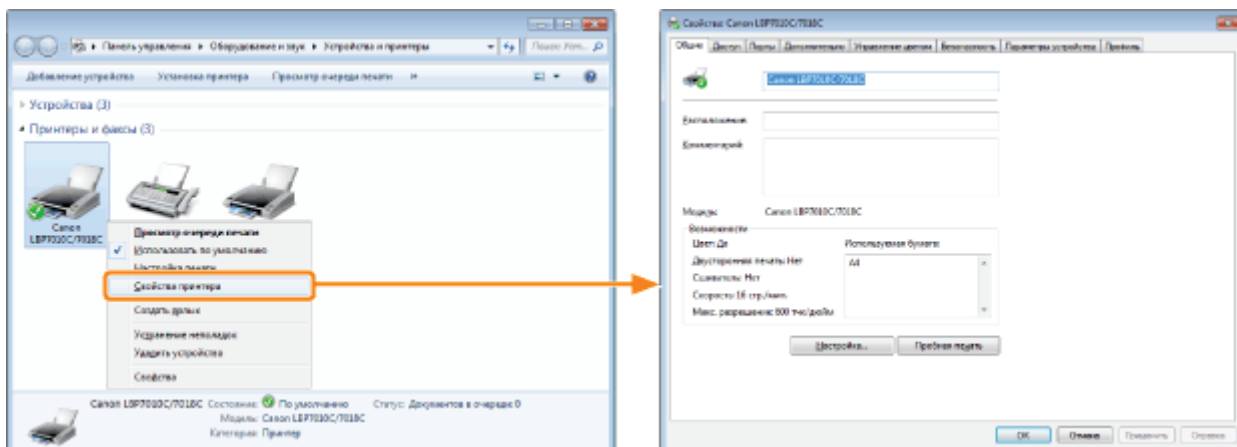 Панель управления ▸ Оборудование и звук ▸ Устройства и принтеры
Добавление устройства Установка принтера Просмотр очереди печати »
Устройства (3)
Принтеры и факсы (3)
Canon
LBP7010C/7018C
Просмотр очереди печати
Использовать по умолчанию
Настройка печати
Свойства принтера
Создать ярлык
Устранение неполадок
Удалить устройство
Свойства
Canon LBP7010C/7018C Состояние: По умолчанию Статус: Документов в очереди: 0
Модель: Canon LBP7010C/7018C
Категория: Принтер
Свойства: Canon LBP7010C/7018C
Общие Доступ Порты Дополнительно Управление цветом Безопасность Параметры устройства Профиль
Canon LBP7010C/7018C
Расположение:
Комментарий:
Модель: Canon LBP7010C/7018C
Возможности
Цвет: Да Используемая бумага:
Двусторонняя печать: Нет A4
Сшиватель: Нет
Скорость: 16 стр./мин.
Макс. разрешение: 600 тчк/дюйм
Настройка... Пробная печать
OK Отмена Применить Справка